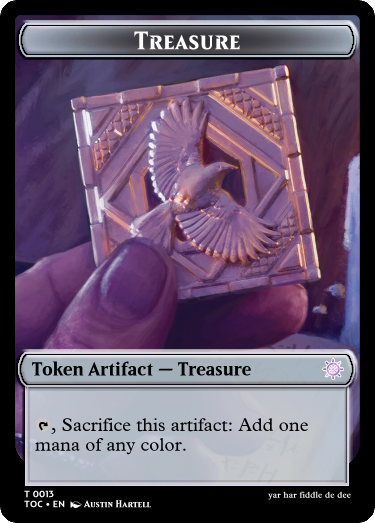 TREASURE
Token Artifact — Treasure
, Sacrifice this artifact: Add one
mana of any color.
T 0013
TOC • EN AUSTIN HARTELL
yar har fiddle de dee